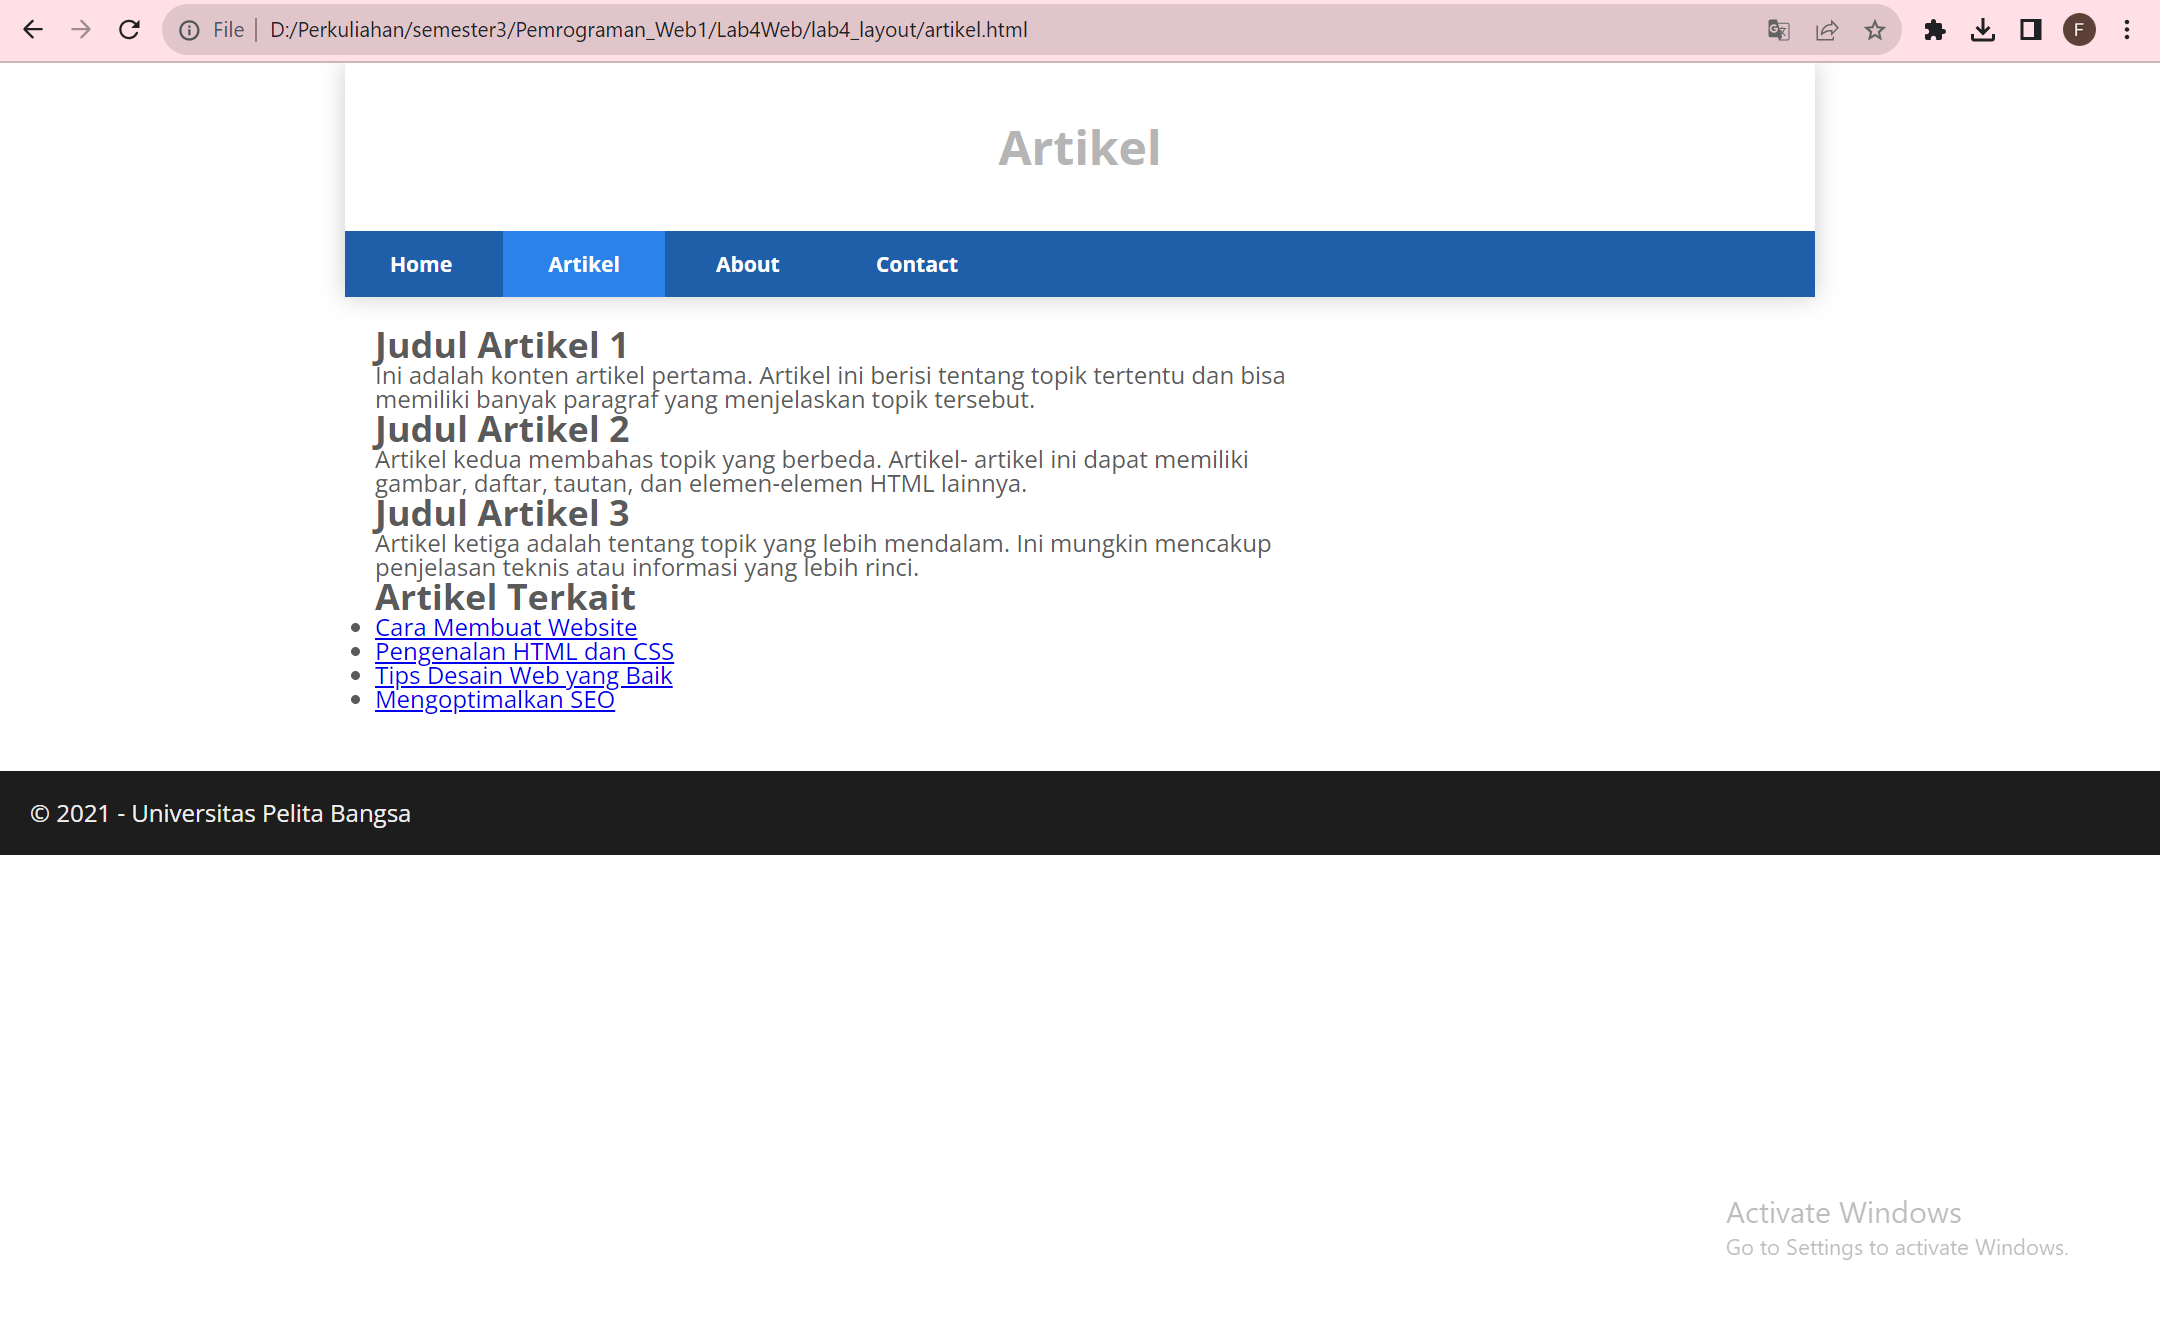 File | D:/Perkuliahan/semester3/Pemrograman_Web1/Lab4Web/lab4_layout/artikel.html
F
Artikel
Home Artikel About Contact
Judul Artikel 1
Ini adalah konten artikel pertama. Artikel ini berisi tentang topik tertentu dan bisa
memiliki banyak paragraf yang menjelaskan topik tersebut.
Judul Artikel 2
Artikel kedua membahas topik yang berbeda. Artikel- artikel ini dapat memiliki
gambar, daftar, tautan, dan elemen-elemen HTML lainnya.
Judul Artikel 3
Artikel ketiga adalah tentang topik yang lebih mendalam. Ini mungkin mencakup
penjelasan teknis atau informasi yang lebih rinci.
Artikel Terkait
• Cara Membuat Website
• Pengenalan HTML dan CSS
• Tips Desain Web yang Baik
• Mengoptimalkan SEO
© 2021 - Universitas Pelita Bangsa
Activate Windows
Go to Settings to activate Windows.